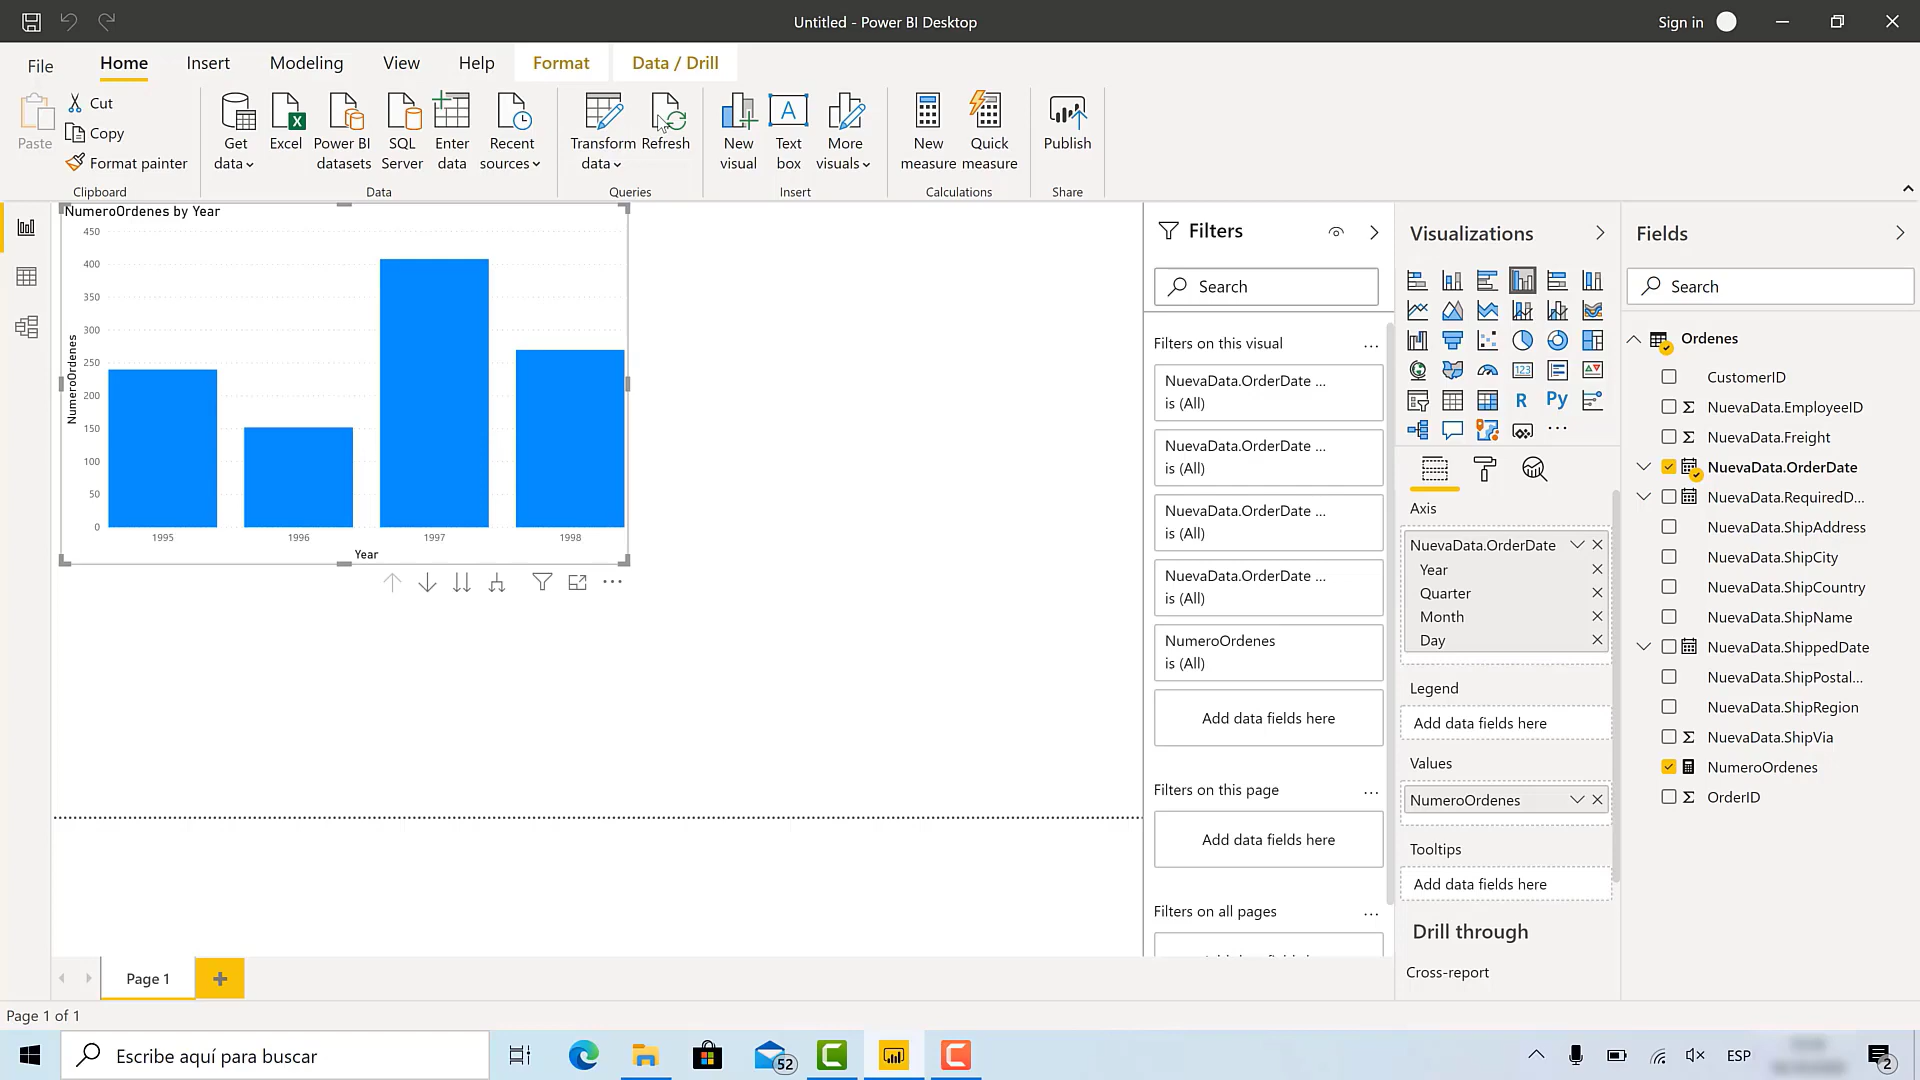 Untitled - Power BI Desktop
Sign in
File
Home
Insert
Modeling
View
Help
Format
Data / Drill
Paste
Cut
Copy
Format painter
Clipboard
Get
data
Excel
Power BI
datasets
SQL
Server
Enter
data
Recent
sources
Data
Transform
data
Refresh
Queries
New
visual
Text
box
More
visuals
Insert
New
measure
Quick
measure
Calculations
Publish
Share
NumeroOrdenes by Year
450
400
350
300
250
200
150
100
50
0
NumeroOrdenes
1995
1996
1997
1998
Year
Filters
Search
Filters on this visual
...
NuevaData.OrderDate ...
is (All)
NuevaData.OrderDate ...
is (All)
NuevaData.OrderDate ...
is (All)
NuevaData.OrderDate ...
is (All)
NumeroOrdenes
is (All)
Add data fields here
Filters on this page
...
Add data fields here
Filters on all pages
...
Visualizations
123
R
Py
...
Axis
NuevaData.OrderDate
Year
Quarter
Month
Day
Legend
Add data fields here
Values
NumeroOrdenes
Tooltips
Add data fields here
Drill through
Cross-report
Fields
Search
Ordenes
CustomerID
NuevaData.EmployeeID
NuevaData.Freight
NuevaData.OrderDate
NuevaData.RequiredD...
NuevaData.ShipAddress
NuevaData.ShipCity
NuevaData.ShipCountry
NuevaData.ShipName
NuevaData.ShippedDate
NuevaData.ShipPostal...
NuevaData.ShipRegion
NuevaData.ShipVia
NumeroOrdenes
OrderID
Page 1
Page 1 of 1
Escribe aquí para buscar
52
ESP
2